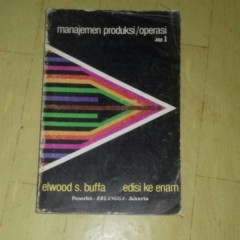 manajemen produksi/operasi
jilid 1
elwood s. buffa edisi ke enam
Penerbit - ERLANGGA - Jakarta